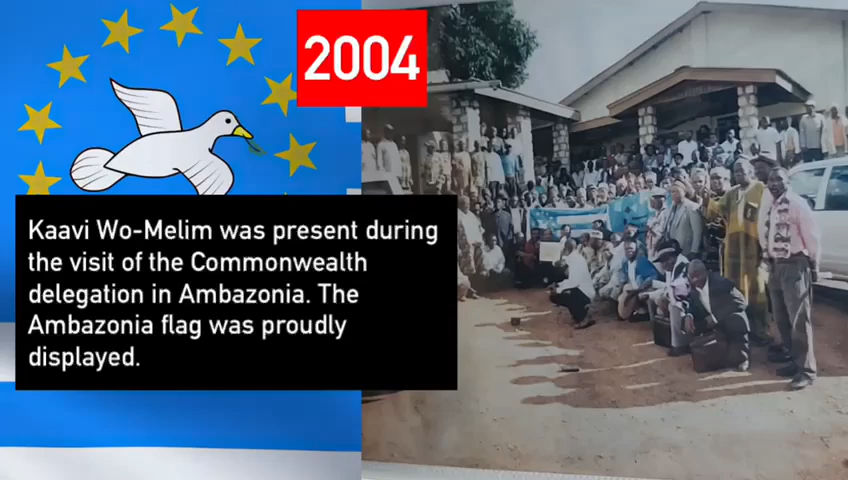 2004
Kaavi Wo-Melim was present during
the visit of the Commonwealth
delegation in Ambazonia. The
Ambazonia flag was proudly
displayed.